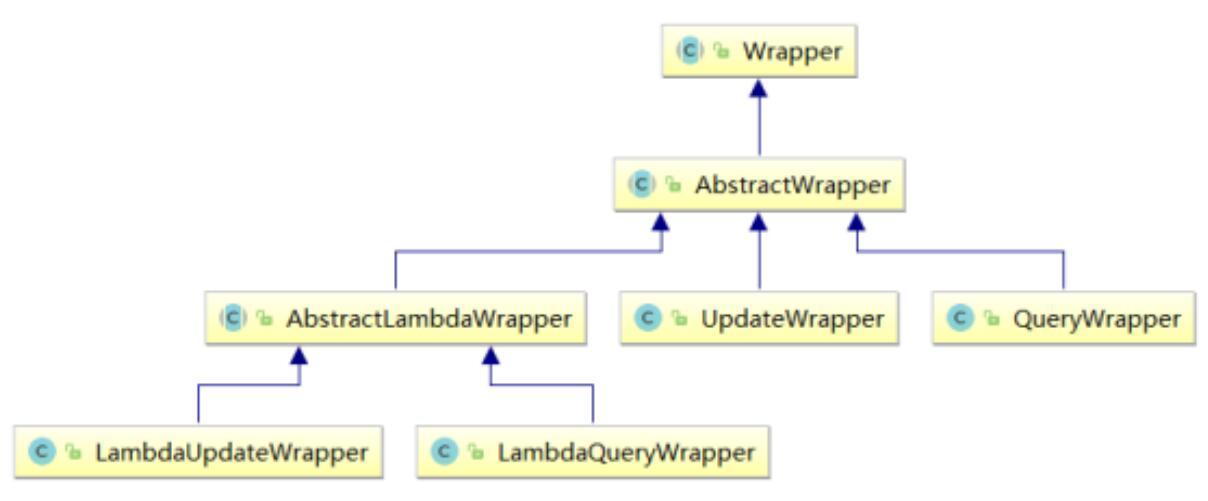 C Wrapper
C AbstractWrapper
C AbstractLambdaWrapper
C UpdateWrapper
C QueryWrapper
C LambdaUpdateWrapper
C LambdaQueryWrapper